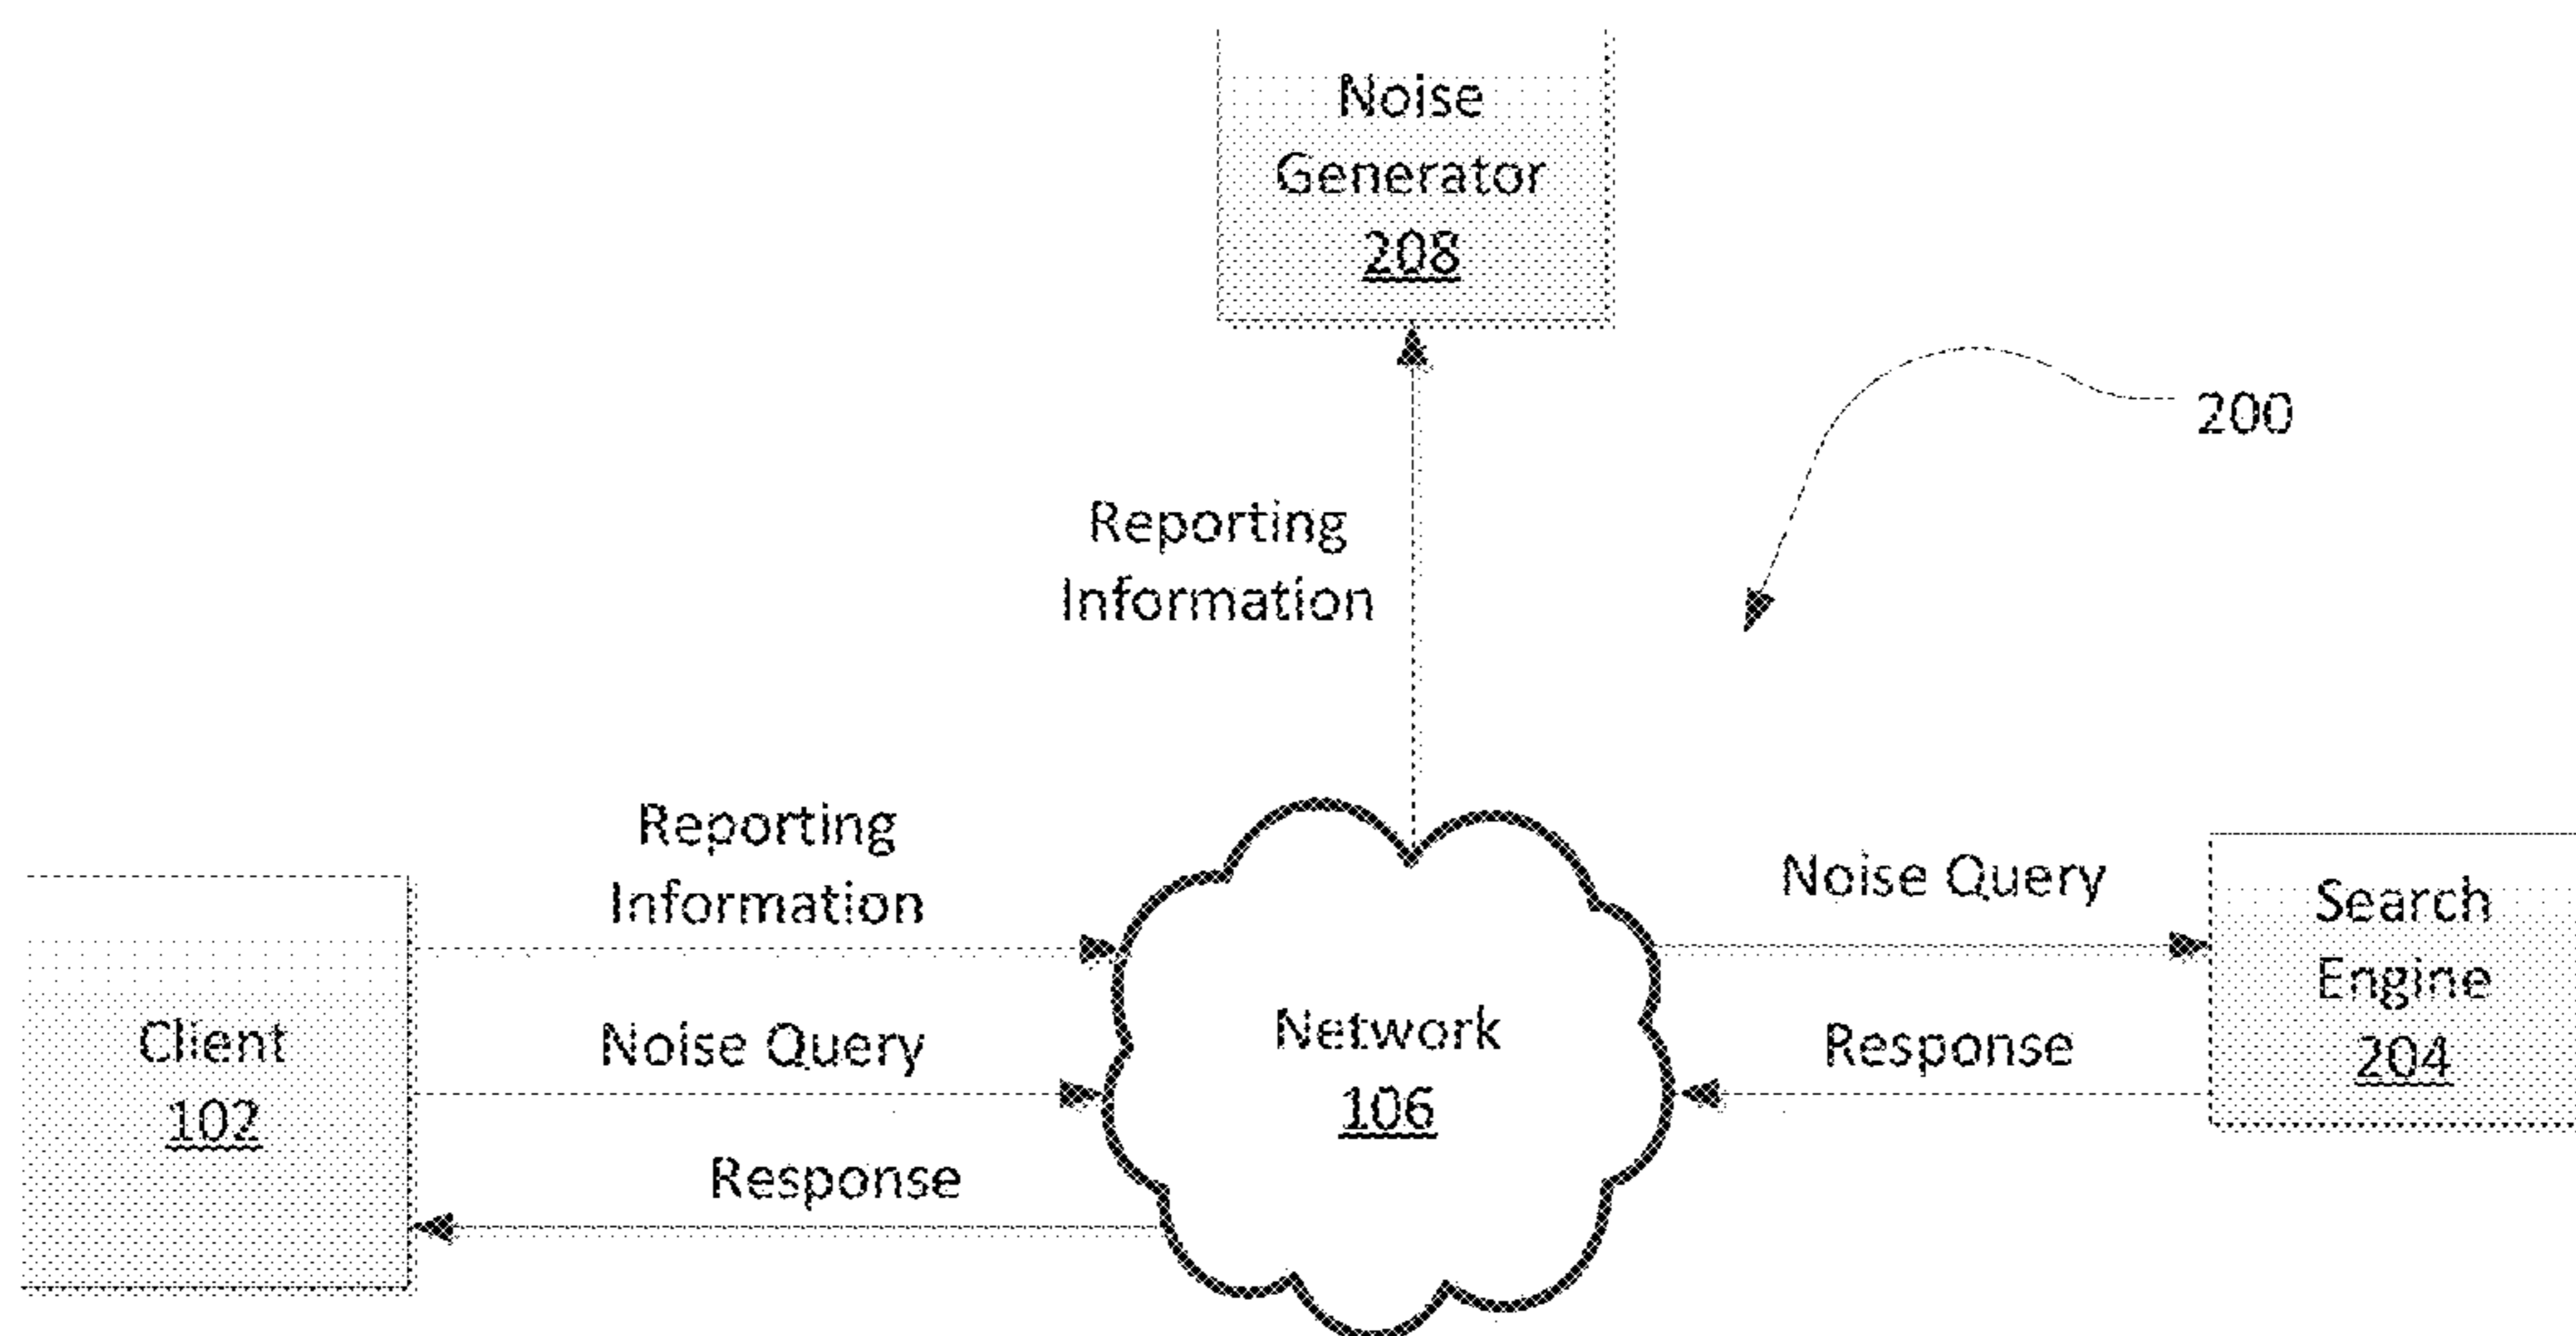 Noise
Generator
208
200
Reporting
Information
Reporting
Information
Noise Query
Search
Engine
204
Client
102
Noise Query
Network
106
Response
Response